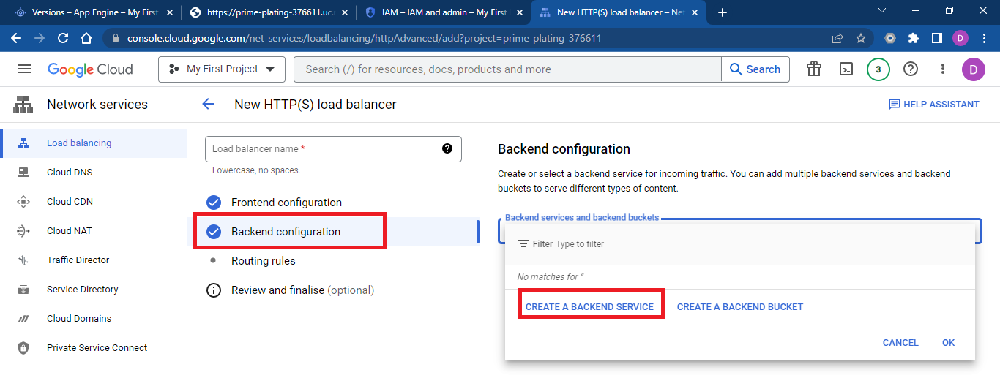 Versions – App Engine – My First
https://prime-plating-376611.uc.r
IAM – IAM and admin – My First
New HTTP(S) load balancer – Net
console.cloud.google.com/net-services/loadbalancing/httpAdvanced/add?project=prime-plating-376611
D
Google Cloud
My First Project
Search (/) for resources, docs, products and more
Search
3
D
Network services
New HTTP(S) load balancer
HELP ASSISTANT
Load balancing
Cloud DNS
Cloud CDN
Cloud NAT
Traffic Director
Service Directory
Cloud Domains
Private Service Connect
Load balancer name *
Lowercase, no spaces.
Frontend configuration
Backend configuration
Routing rules
Review and finalise (optional)
Backend configuration
Create or select a backend service for incoming traffic. You can add multiple backend services and backend
buckets to serve different types of content.
Backend services and backend buckets
Filter Type to filter
No matches for "
CREATE A BACKEND SERVICE
CREATE A BACKEND BUCKET
CANCEL
OK